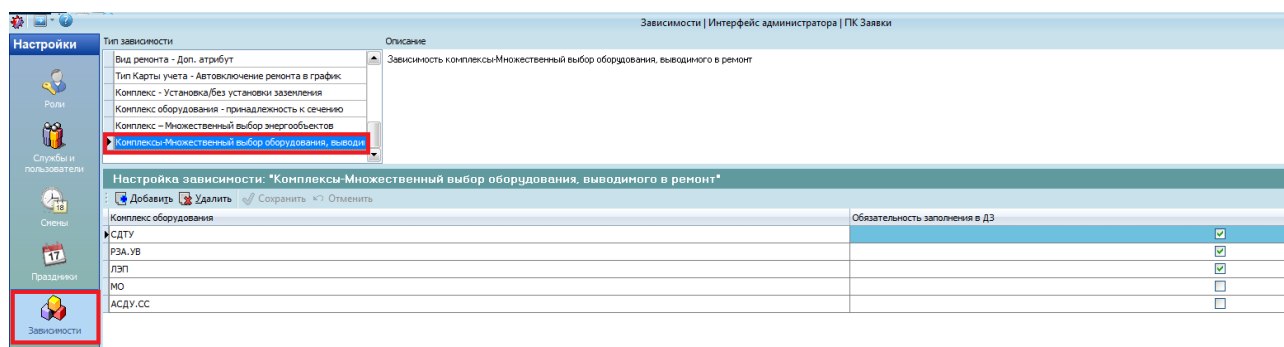 Зависимости | Интерфейс администратора | ПК Заявки
Настройки
Роли
Службы и
пользователи
Смены
Праздники
Зависимости
Тип зависимости
Вид ремонта - Доп. атрибут
Тип Карты учета - Автовключение ремонта в график
Комплекс - Установка/без установки заземления
Комплекс оборудования - принадлежность к сечению
Комплекс – Множественный выбор энергообъектов
Комплексы-Множественный выбор оборудования, выводи
Описание
Зависимость комплексы-Множественный выбор оборудования, выводимого в ремонт
Настройка зависимости: "Комплексы-Множественный выбор оборудования, выводимого в ремонт"
Добавить Удалить Сохранить Отменить
Комплекс оборудования Обязательность заполнения в ДЗ
СДТУ
РЗА.УВ
ЛЭП
МО
АСДУ.СС